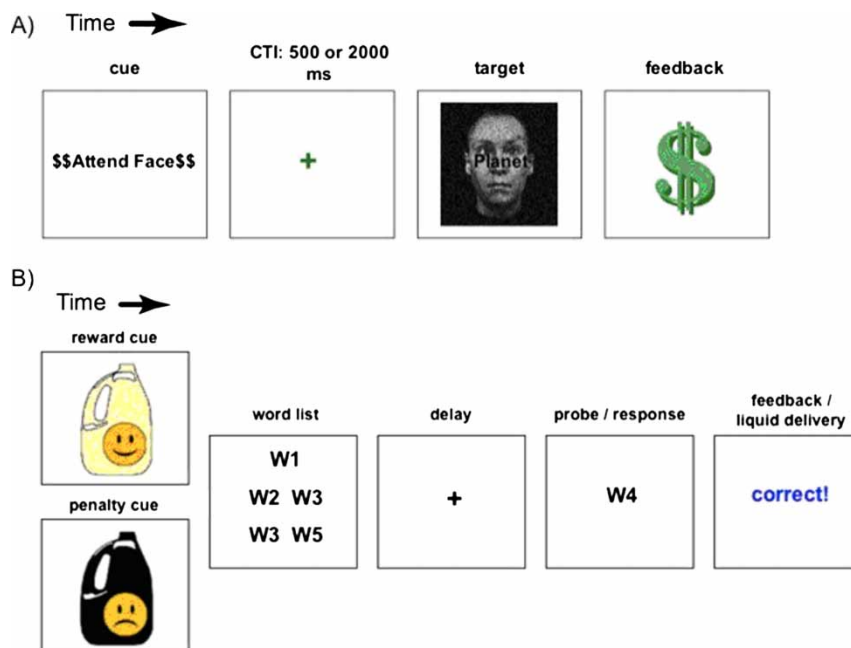 A)
Time
cue
CTI: 500 or 2000
ms
target
feedback
$$Attend Face$$
+
Planet
$
B)
Time
reward cue
penalty cue
word list
delay
probe / response
feedback /
liquid delivery
W1
W2 W3
W3 W5
+
W4
correct!